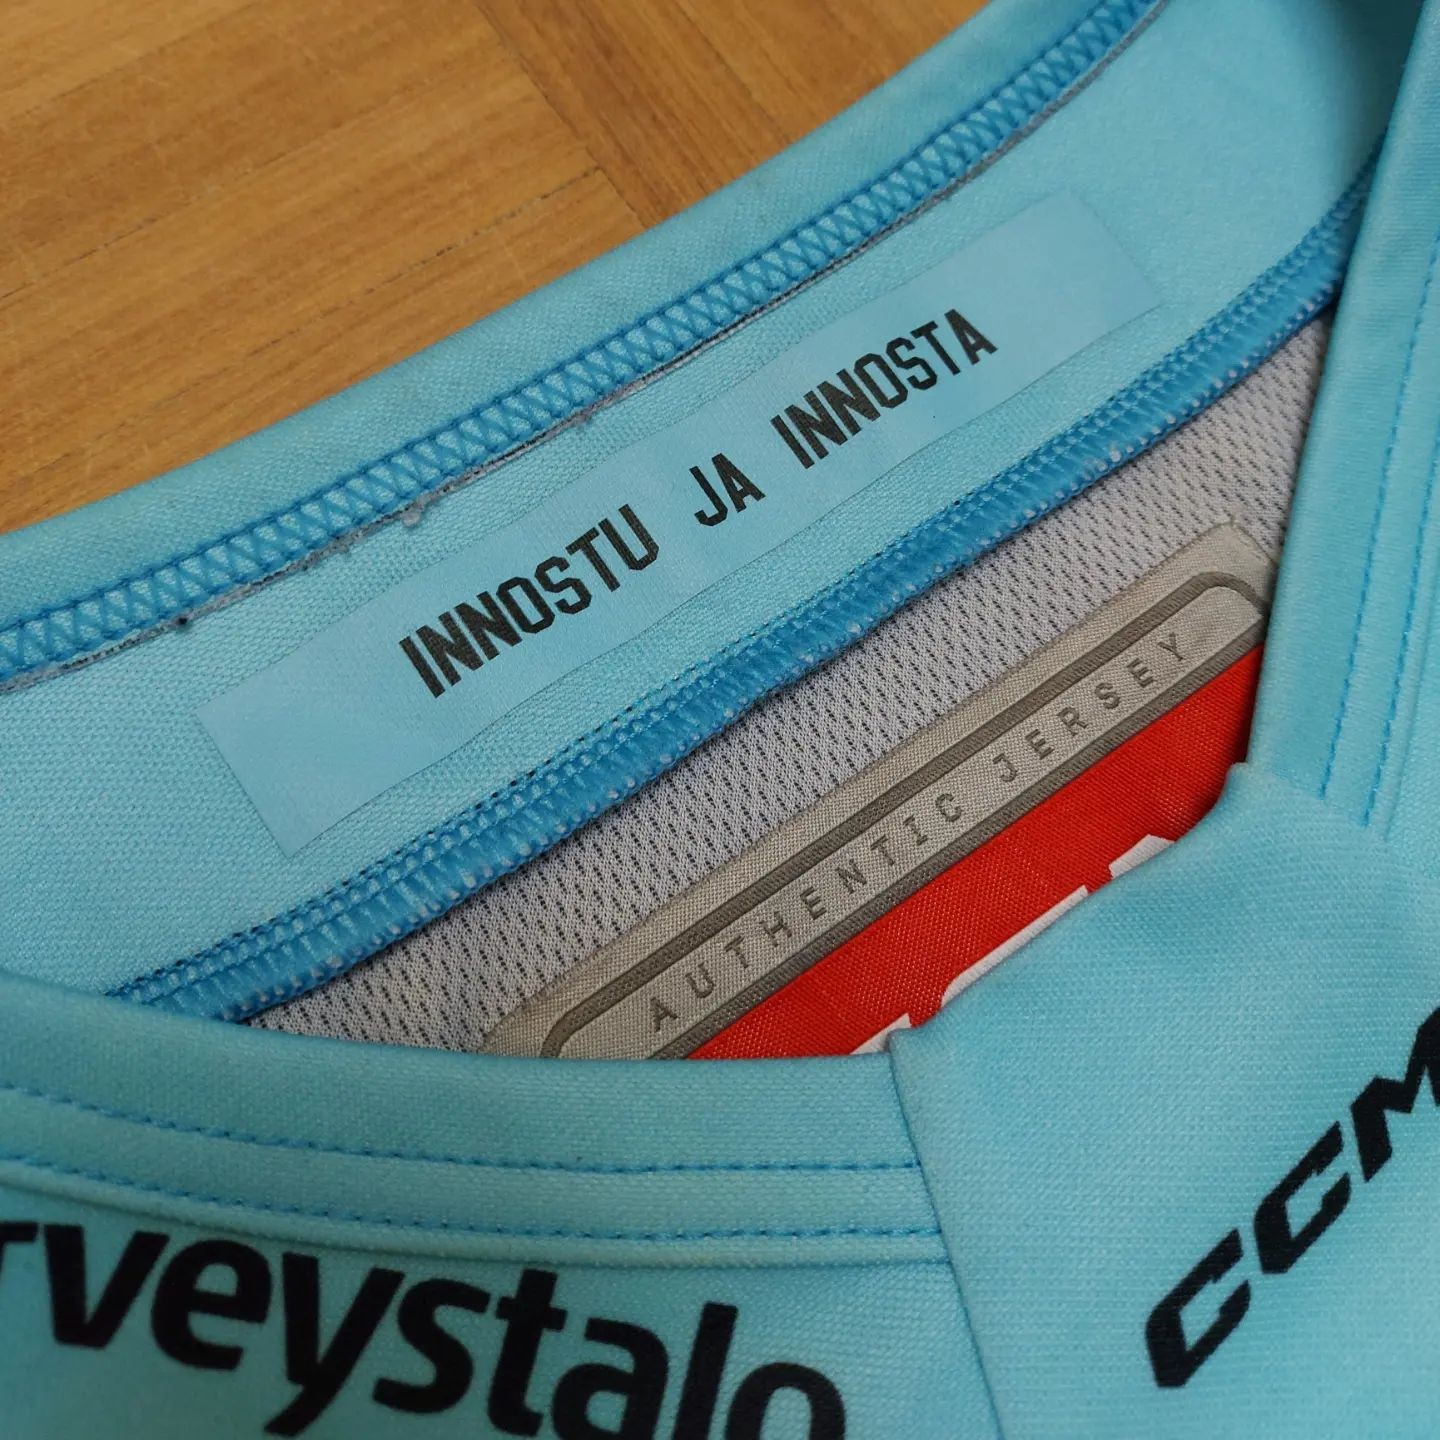 INNOSTU JA INNOSTA
AUTHENTIC JERSEY
CCM
rveystalo